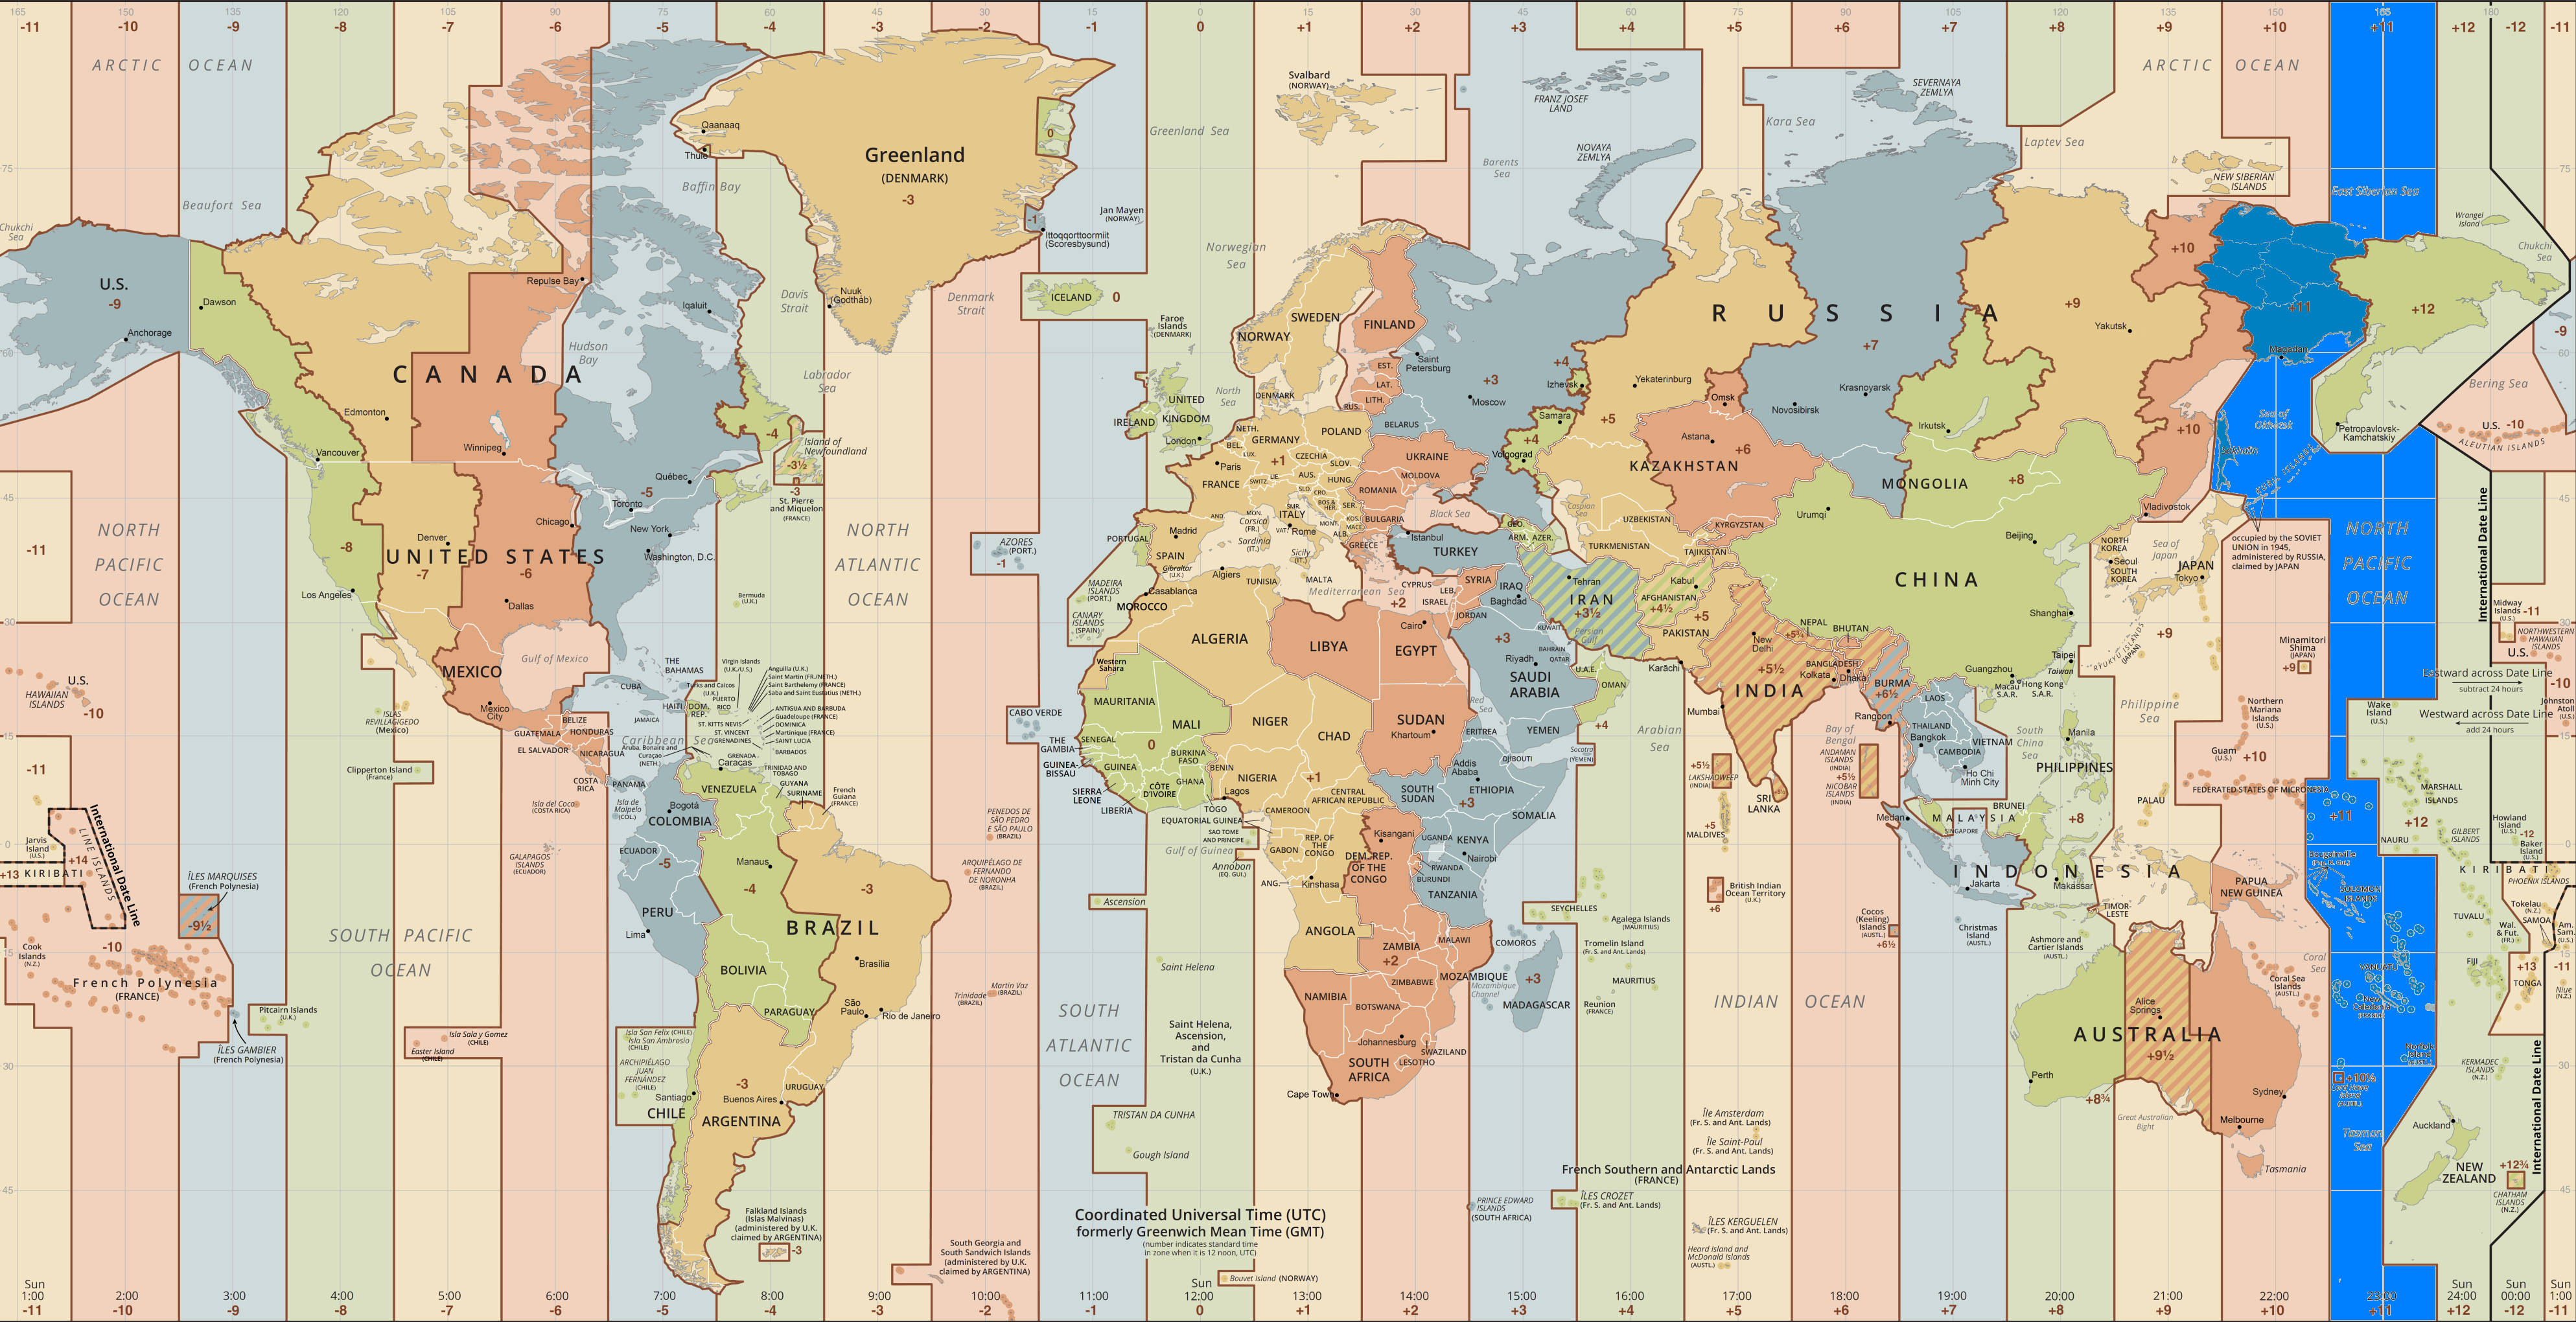 165 150 135 120 105 90 75 60 45 30 15 0 15 30 45 60 75 90 105 120 135 150 165 180
-11 -10 -9 -8 -7 -6 -5 -4 -3 -2 -1 0 +1 +2 +3 +4 +5 +6 +7 +8 +9 +10 +11 +12 -12 -11
ARCTIC OCEAN
ARCTIC OCEAN
Svalbard
(NORWAY)
FRANZ JOSEF
LAND
SEVERNAYA
ZEMLYA
Kara Sea
Laptev Sea
Greenland Sea
Barents
Sea
NOVAYA
ZEMLYA
NEW SIBERIAN
ISLANDS
East Siberian Sea
Wrangel
Island
Chukchi
Sea
Chukchi
Sea
Beaufort Sea
Baffin Bay
Qaanaaq
Thule
Greenland
(DENMARK)
-3
0
-1
Ittoqqortoormiit
(Scoresbysund)
Jan Mayen
(NORWAY)
Norwegian
Sea
Nuuk
(Godthåb)
Davis
Strait
Denmark
Strait
ICELAND 0
Faroe
Islands
(DENMARK)
U.S.
-9
Anchorage
Dawson
Repulse Bay
Iqaluit
Hudson
Bay
CANADA
Labrador
Sea
Edmonton
Winnipeg
Vancouver
-4
Island of
Newfoundland
-3½
-3
St. Pierre
and Miquelon
(FRANCE)
Québec
-5
Toronto
New York
Chicago
Washington, D.C.
UNITED STATES
Denver
-8
-7
-6
Los Angeles
Dallas
Bermuda
(U.K.)
NORTH
PACIFIC
OCEAN
-11
NORTH
ATLANTIC
OCEAN
AZORES
(PORT.)
-1
MADEIRA
ISLANDS
(PORT.)
CANARY
ISLANDS
(SPAIN)
U.S.
HAWAIIAN
ISLANDS
-10
MEXICO
Mexico
City
Gulf of Mexico
ISLAS
REVILLAGIGEDO
(Mexico)
Clipperton Island
(France)
THE
BAHAMAS
CUBA
JAMAICA
HAITI
DOM.
REP.
PUERTO
RICO
Turks and Caicos
(U.K.)
Virgin Islands
(U.K./U.S.)
Anguilla (U.K.)
Saint Martin (FR./NETH.)
Saint Barthelemy (FRANCE)
Saba and Saint Eustatius (NETH.)
ANTIGUA AND BARBUDA
Guadeloupe (FRANCE)
DOMINICA
Martinique (FRANCE)
SAINT LUCIA
BARBADOS
ST. KITTS NEVIS
ST. VINCENT
GRENADINES
GRENADA
TRINIDAD AND
TOBAGO
Caribbean Sea
Aruba, Bonaire and
Curaçao
(NETH.)
BELIZE
GUATEMALA
HONDURAS
EL SALVADOR
NICARAGUA
COSTA
RICA
PANAMA
Isla del Coco
(COSTA RICA)
Isla de
Malpelo
(COL.)
Caracas
VENEZUELA
GUYANA
SURINAME
French
Guiana
(FRANCE)
Bogotá
COLOMBIA
ECUADOR
-5
GALAPAGOS
ISLANDS
(ECUADOR)
PERU
Lima
Manaus
-4
-3
BRAZIL
BOLIVIA
Brasília
PARAGUAY
São
Paulo
Rio de Janeiro
URUGUAY
-3
Buenos Aires
ARGENTINA
Santiago
CHILE
Isla San Felix (CHILE)
Isla San Ambrosio
(CHILE)
ARCHIPIÉLAGO
JUAN
FERNÁNDEZ
(CHILE)
Easter Island
(CHILE)
Isla Sala y Gomez
(CHILE)
Falkland Islands
(Islas Malvinas)
(administered by U.K.
claimed by ARGENTINA)
-3
South Georgia and
South Sandwich Islands
(administered by U.K.
claimed by ARGENTINA)
PENEDOS DE
SÃO PEDRO
E SÃO PAULO
(BRAZIL)
ARQUIPÉLAGO DE
FERNANDO
DE NORONHA
(BRAZIL)
Trinidade
(BRAZIL)
Martin Vaz
(BRAZIL)
-11
Jarvis
Island
(U.S.)
International Date Line
LINE ISLANDS
+14
+13 KIRIBATI
ÎLES MARQUISES
(French Polynesia)
-9½
-10
Cook
Islands
(N.Z.)
French Polynesia
(FRANCE)
Pitcairn Islands
(U.K.)
ÎLES GAMBIER
(French Polynesia)
SOUTH PACIFIC
OCEAN
SOUTH
ATLANTIC
OCEAN
Ascension
Saint Helena
Saint Helena,
Ascension,
and
Tristan da Cunha
(U.K.)
TRISTAN DA CUNHA
Gough Island
Coordinated Universal Time (UTC)
formerly Greenwich Mean Time (GMT)
(number indicates standard time
in zone when it is 12 noon, UTC)
Bouvet Island (NORWAY)
NORWAY
SWEDEN
FINLAND
EST.
LAT.
LITH.
RUS.
North
Sea
DENMARK
UNITED
KINGDOM
IRELAND
London
NETH.
BEL.
LUX.
GERMANY
POLAND
BELARUS
+1
CZECHIA
SLOV.
Paris
FRANCE
SWITZ.
LIE.
AUS.
HUNG.
SLO.
CRO.
BOS.&
HER.
SER.
UKRAINE
MOLDOVA
ROMANIA
BULGARIA
Black Sea
AND.
MON.
SMR.
ITALY
Rome
VAT.
Corsica
(FR.)
Sardinia
(IT.)
Sicily
(IT.)
MONT.
KOS.
MACE.
ALB.
GREECE
Madrid
PORTUGAL
SPAIN
Gibraltar
(U.K.)
Algiers
TUNISIA
MALTA
Mediterranean Sea
Istanbul
TURKEY
CYPRUS
SYRIA
LEB.
ISRAEL
JORDAN
IRAQ
Baghdad
GEO.
ARM.
AZER.
Casablanca
MOROCCO
Western
Sahara
ALGERIA
LIBYA
EGYPT
Cairo
+2
MAURITANIA
MALI
NIGER
CHAD
SUDAN
Khartoum
CABO VERDE
THE
GAMBIA
SENEGAL
GUINEA-
BISSAU
GUINEA
SIERRA
LEONE
LIBERIA
CÔTE
D'IVOIRE
BURKINA
FASO
GHANA
TOGO
BENIN
0
NIGERIA
Lagos
+1
CAMEROON
CENTRAL
AFRICAN REPUBLIC
EQUATORIAL GUINEA
SAO TOME
AND PRINCIPE
Gulf of Guinea
Annobon
(EQ. GUI.)
GABON
REP. OF
THE
CONGO
DEM. REP.
OF THE
CONGO
Kisangani
Kinshasa
ANG.
ANGOLA
ZAMBIA
+2
MALAWI
MOZAMBIQUE
ZIMBABWE
NAMIBIA
BOTSWANA
Johannesburg
SWAZILAND
LESOTHO
SOUTH
AFRICA
Cape Town
ERITREA
DJIBOUTI
Addis
Ababa
ETHIOPIA
SOUTH
SUDAN
+3
SOMALIA
UGANDA
KENYA
Nairobi
RWANDA
BURUNDI
TANZANIA
COMOROS
Mozambique
Channel
MADAGASCAR
+3
SEYCHELLES
Agalega Islands
(MAURITIUS)
Tromelin Island
(Fr. S. and Ant. Lands)
MAURITIUS
Reunion
(FRANCE)
PRINCE EDWARD
ISLANDS
(SOUTH AFRICA)
ÎLES CROZET
(Fr. S. and Ant. Lands)
French Southern and Antarctic Lands
(FRANCE)
Île Amsterdam
(Fr. S. and Ant. Lands)
Île Saint-Paul
(Fr. S. and Ant. Lands)
ÎLES KERGUELEN
(Fr. S. and Ant. Lands)
Heard Island and
McDonald Islands
(AUSTL.)
INDIAN OCEAN
RUSSIA
Saint
Petersburg
+3
Moscow
Izhevsk
+4
Samara
+4
Volgograd
Yekaterinburg
+5
Omsk
Novosibirsk
Krasnoyarsk
+7
Irkutsk
Yakutsk
+9
+10
+11
+12
Magadan
+10
Petropavlovsk-
Kamchatskiy
Sea of
Okhotsk
Sakhalin
KURIL ISLANDS
Vladivostok
Bering Sea
-9
U.S. -10
ALEUTIAN ISLANDS
Astana
+6
KAZAKHSTAN
Caspian
Sea
UZBEKISTAN
TURKMENISTAN
KYRGYZSTAN
TAJIKISTAN
MONGOLIA
+8
Urumqi
CHINA
Beijing
Shanghai
Guangzhou
Macau
S.A.R.
Hong Kong
S.A.R.
Taipei
Taiwan
NORTH
KOREA
Seoul
SOUTH
KOREA
Sea of
Japan
JAPAN
Tokyo
+9
RYUKYU ISLANDS
(JAPAN)
occupied by the SOVIET
UNION in 1945,
administered by RUSSIA,
claimed by JAPAN
Tehran
IRAN
+3½
Kabul
AFGHANISTAN
+4½
+5
PAKISTAN
Karāchi
Persian
Gulf
KUWAIT
BAHRAIN
QATAR
U.A.E.
OMAN
+3
Riyadh
SAUDI
ARABIA
Red
Sea
YEMEN
+4
Socotra
(YEMEN)
Arabian
Sea
New
Delhi
NEPAL
+5¾
BHUTAN
BANGLADESH
Kolkata
Dhaka
+5½
INDIA
Mumbai
+5½
LAKSHADWEEP
(INDIA)
+5
MALDIVES
SRI
LANKA
Bay of
Bengal
ANDAMAN
ISLANDS
(INDIA)
+5½
NICOBAR
ISLANDS
(INDIA)
BURMA
+6½
Rangoon
LAOS
THAILAND
Bangkok
CAMBODIA
VIETNAM
Ho Chi
Minh City
South
China
Sea
Manila
PHILIPPINES
Philippine
Sea
+8
BRUNEI
MALAYSIA
SINGAPORE
Medan
INDONESIA
Jakarta
Makassar
TIMOR-
LESTE
PALAU
British Indian
Ocean Territory
(U.K.)
+6
Cocos
(Keeling)
Islands
(AUSTL.)
+6½
Christmas
Island
(AUSTL.)
Ashmore and
Cartier Islands
(AUSTL.)
AUSTRALIA
Alice
Springs
+9½
Perth
+8¾
Great Australian
Bight
Sydney
Melbourne
Tasmania
Coral
Sea
Coral Sea
Islands
(AUSTL.)
PAPUA
NEW GUINEA
Northern
Mariana
Islands
(U.S.)
Guam
(U.S.)
+10
FEDERATED STATES OF MICRONESIA
+11
Bougainville
SOLOMON
ISLANDS
VANUATU
New
Caledonia
(FRANCE)
Norfolk
Island
+10½
Lord Howe
Island
(AUSTL.)
Tasman
Sea
NORTH
PACIFIC
OCEAN
Minamitori
Shima
(JAPAN)
+9
International Date Line
Midway
Islands
(U.S.)
-11
NORTHWESTERN
HAWAIIAN
ISLANDS
U.S.
-10
Johnston
Atoll
(U.S.)
Eastward across Date Line
subtract 24 hours
Westward across Date Line
add 24 hours
Wake
Island
(U.S.)
MARSHALL
ISLANDS
+12
NAURU
GILBERT
ISLANDS
Howland
Island
(U.S.)
-12
Baker
Island
(U.S.)
KIRIBATI
PHOENIX ISLANDS
TUVALU
Tokelau
(N.Z.)
SAMOA
Wal.
& Fut.
(FR.)
Am.
Sam.
(U.S.)
FIJI
+13
TONGA
-11
Niue
(N.Z.)
KERMADEC
ISLANDS
(N.Z.)
International Date Line
Auckland
NEW
ZEALAND
+12¾
CHATHAM
ISLANDS
(N.Z.)
75
60
45
30
15
0
15
30
45
Sun Sun Sun Sun Sun
1:00 2:00 3:00 4:00 5:00 6:00 7:00 8:00 9:00 10:00 11:00 12:00 13:00 14:00 15:00 16:00 17:00 18:00 19:00 20:00 21:00 22:00 23:00 24:00 00:00 1:00
-11 -10 -9 -8 -7 -6 -5 -4 -3 -2 -1 0 +1 +2 +3 +4 +5 +6 +7 +8 +9 +10 +11 +12 -12 -11